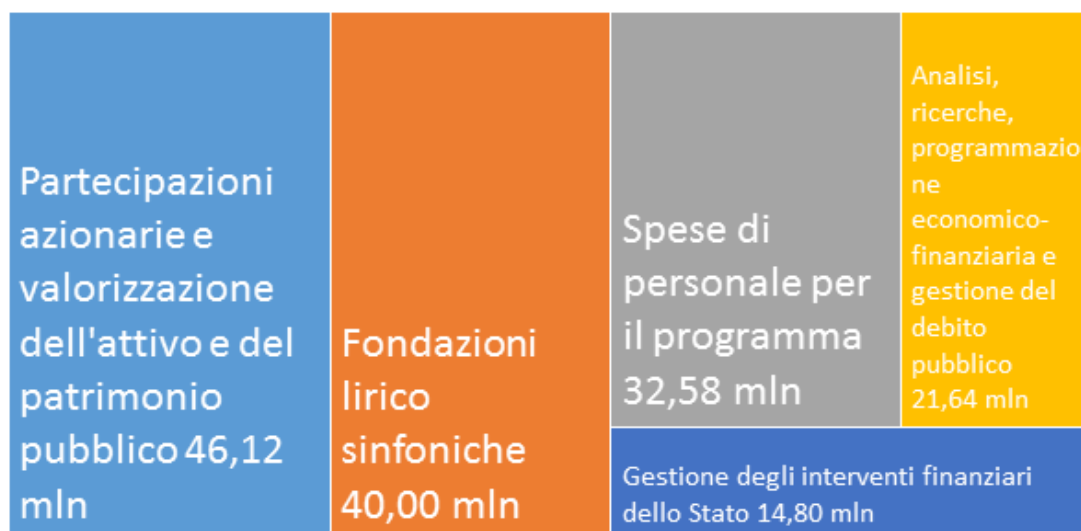 Partecipazioni
azionarie e
valorizzazione
dell'attivo e del
patrimonio
pubblico 46,12
mln
Fondazioni
lirico
sinfoniche
40,00 mln
Spese di
personale per
il programma
32,58 mln
Analisi,
ricerche,
programmazio
ne
economico-
finanziaria e
gestione del
debito
pubblico
21,64 mln
Gestione degli interventi finanziari
dello Stato 14,80 mln